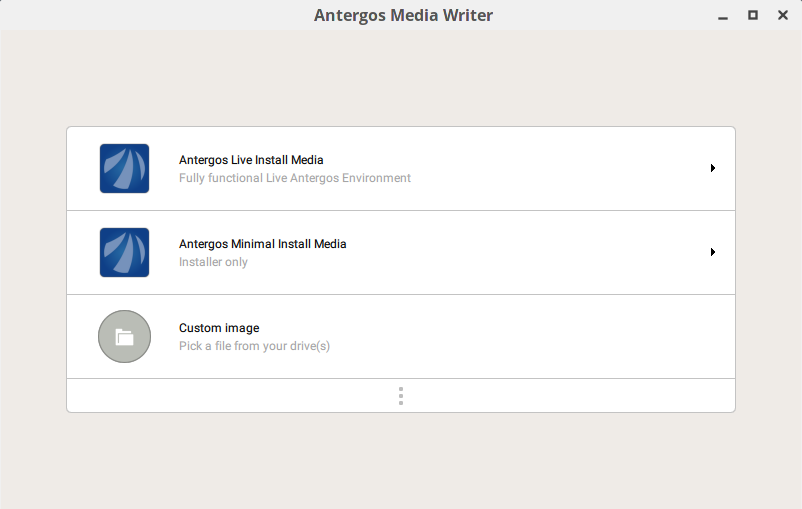 Antergos Media Writer
Antergos Live Install Media
Fully functional Live Antergos Environment
Antergos Minimal Install Media
Installer only
Custom image
Pick a file from your drive(s)